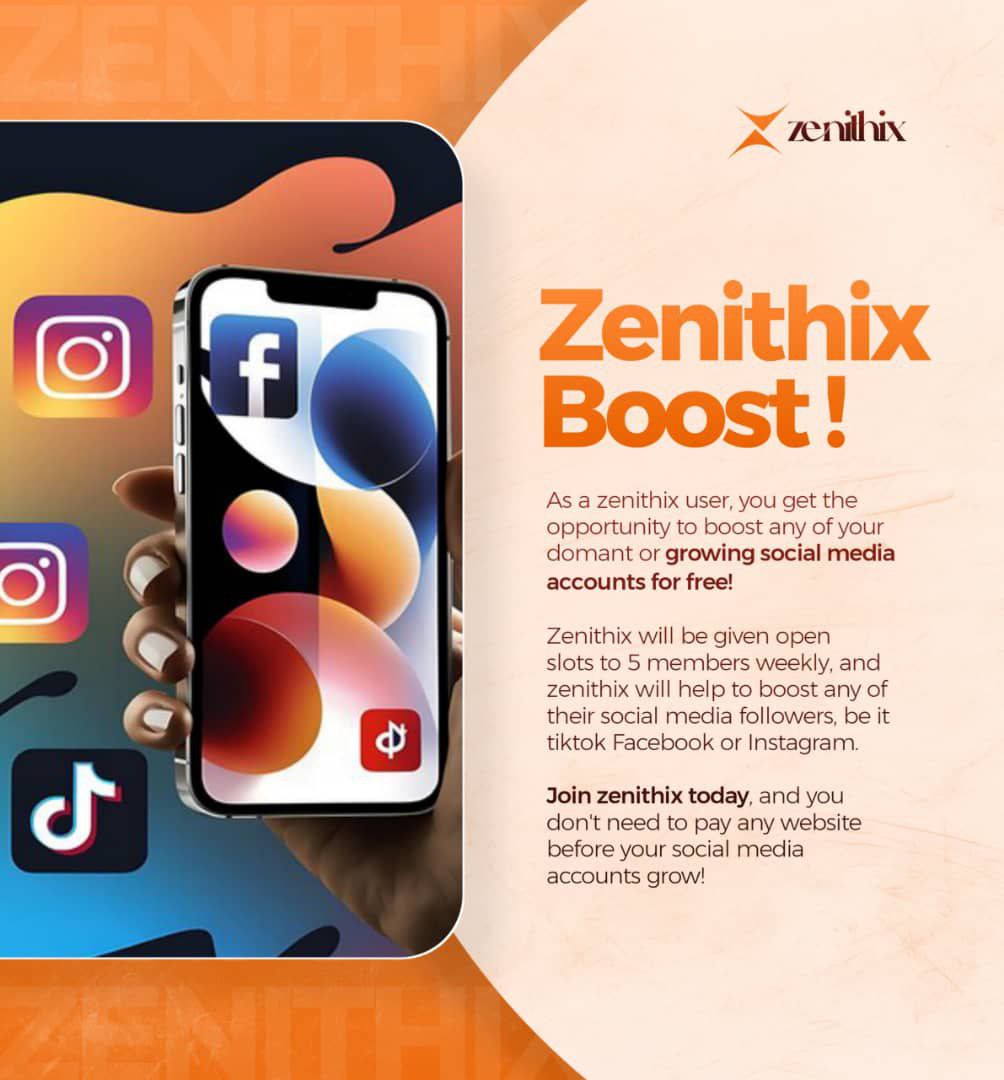 ZENITHIX
zenithix
Zenithix
Boost !
As a zenithix user, you get the
opportunity to boost any of your
domant or growing social media
accounts for free!
Zenithix will be given open
slots to 5 members weekly, and
zenithix will help to boost any of
their social media followers, be it
tiktok Facebook or Instagram.
Join zenithix today, and you
don't need to pay any website
before your social media
accounts grow!
ZENITHIX